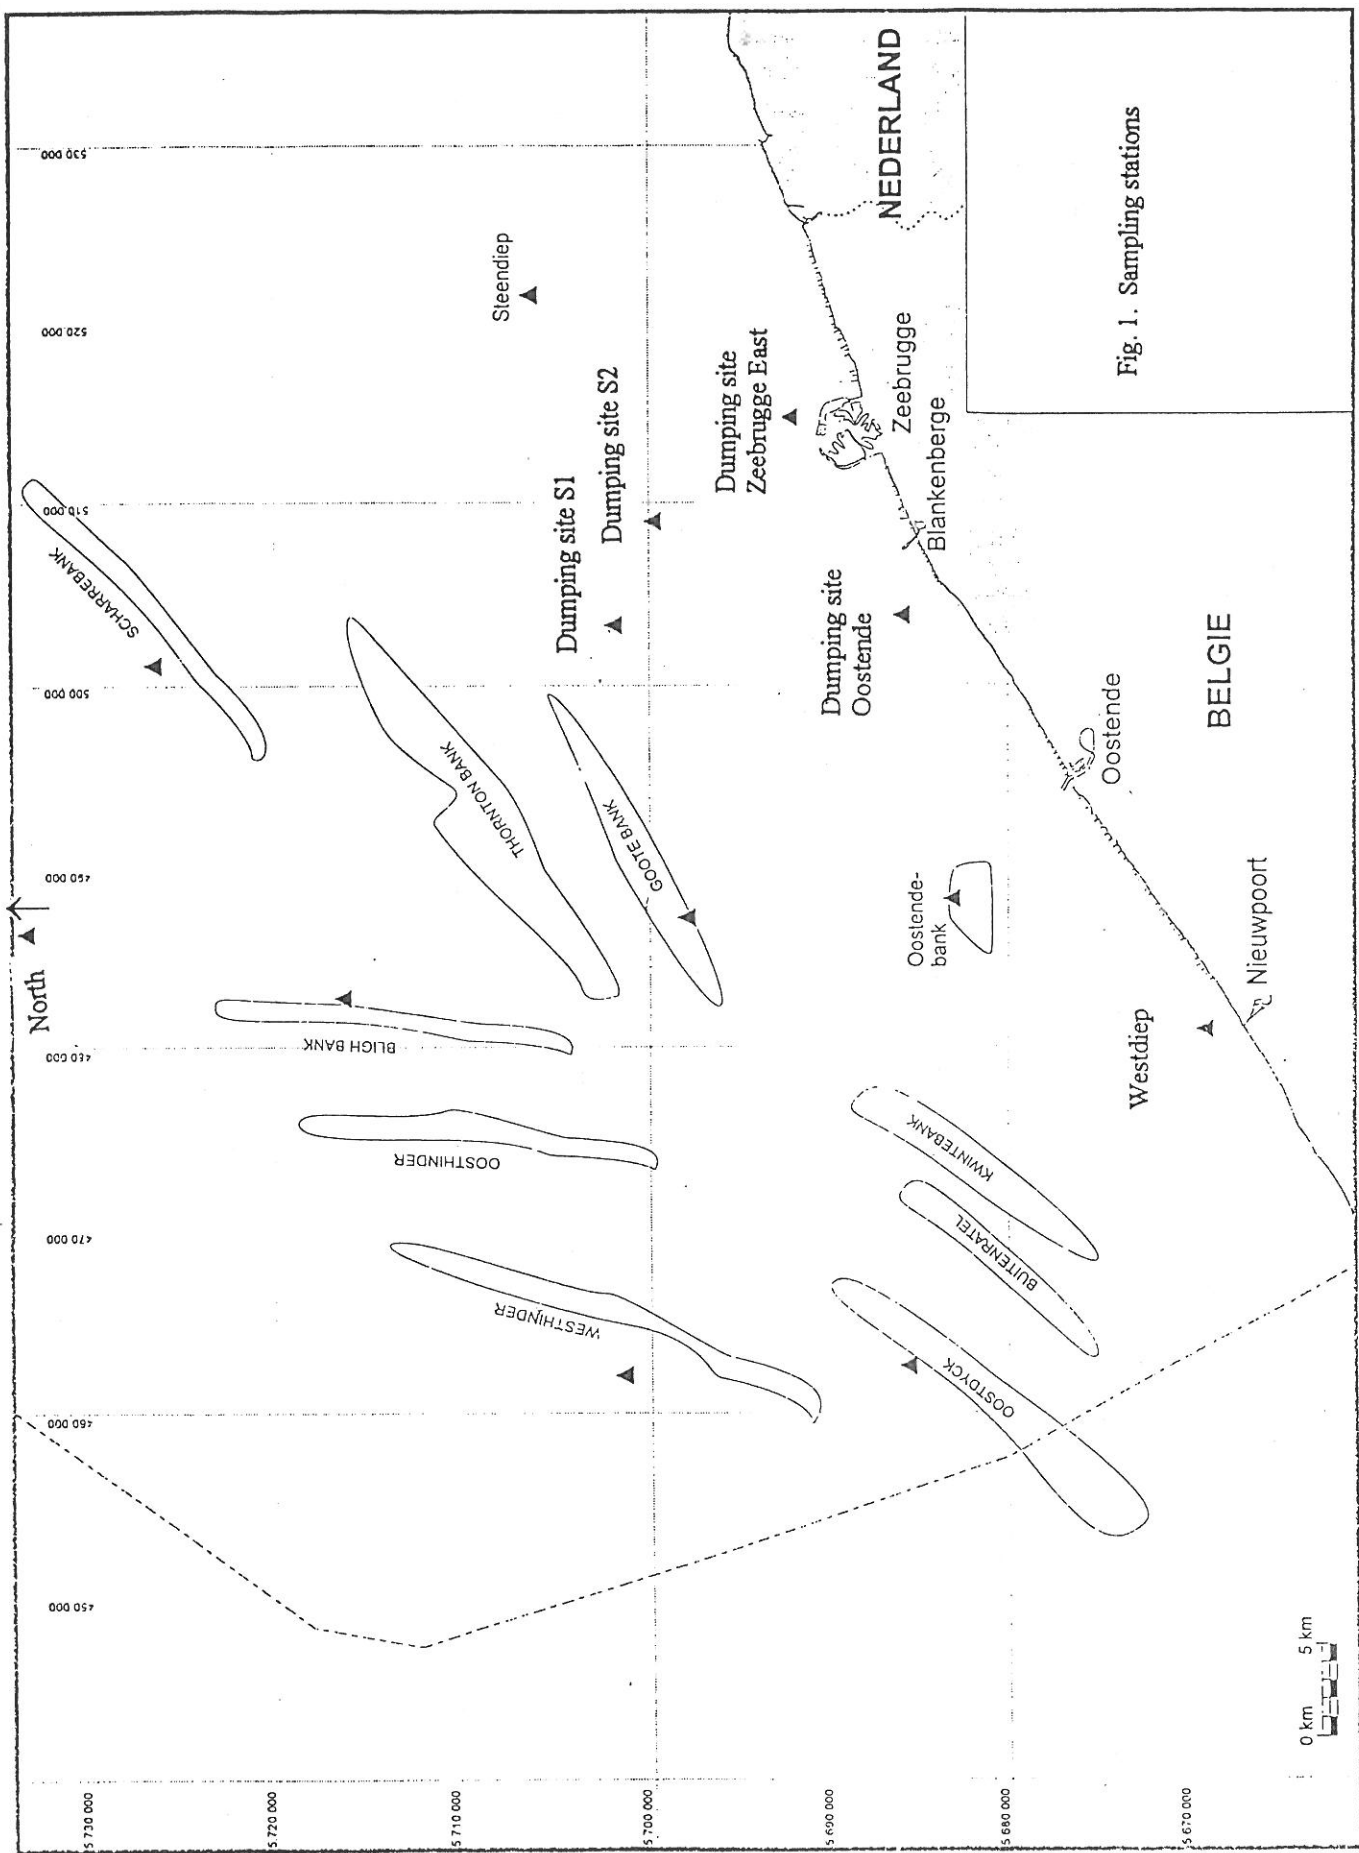 North
SCHARREBANK
THORNTON BANK
GOOTE BANK
BLIGH BANK
OOSTHINDER
WESTHINDER
OOSTDYCK
BUITENRATEL
KWINTEBANK
Oostende-
bank
Westdiep
Steendiep
Dumping site S1
Dumping site S2
Dumping site
Zeebrugge East
Dumping site
Oostende
Zeebrugge
Blankenberge
Oostende
Nieuwpoort
NEDERLAND
BELGIE
Fig. 1. Sampling stations
450 000
460 000
470 000
480 000
490 000
500 000
510.000
520.000
530 000
5 730 000
5.720 000
5 710 000
5.700 000
5 690 000
5 680 000
5 670 000
0 km
5 km